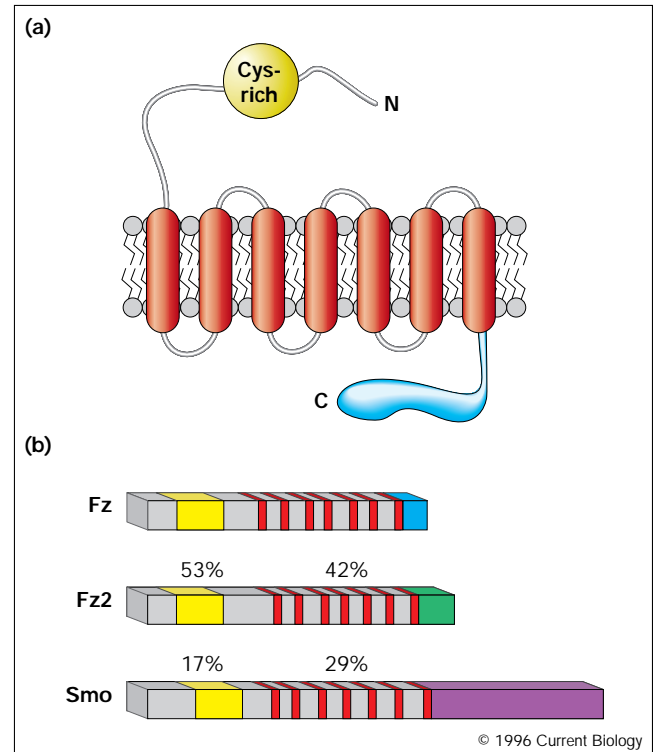 (a)
Cys-
rich
N
C
(b)
Fz
53% 42%
Fz2
17% 29%
Smo
© 1996 Current Biology